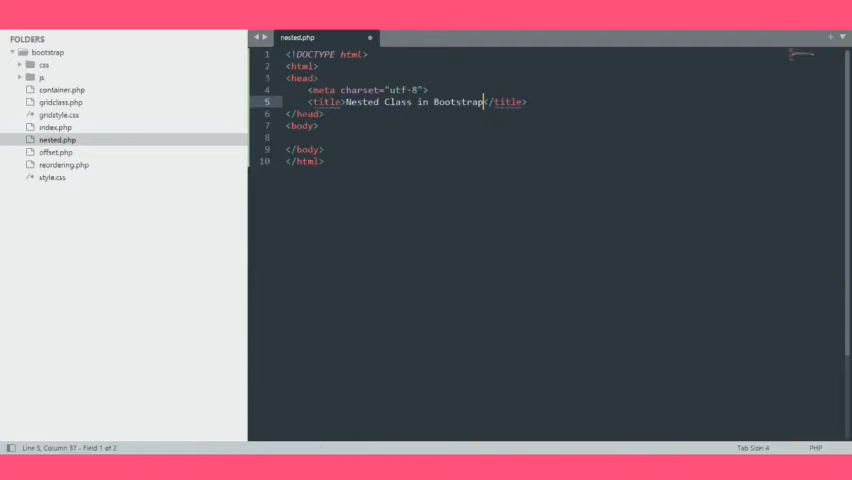 FOLDERS
bootstrap
css
js
container.php
gridclass.php
gridstyle.css
index.php
nested.php
offset.php
reordering.php
style.css
nested.php
1 <!DOCTYPE html>
2 <html>
3 <head>
4 <meta charset="utf-8">
5 <title>Nested Class in Bootstrap</title>
6 </head>
7 <body>
8
9 </body>
10 </html>
Line 5, Column 37 - Field 1 of 2
Tab Size: 4
PHP